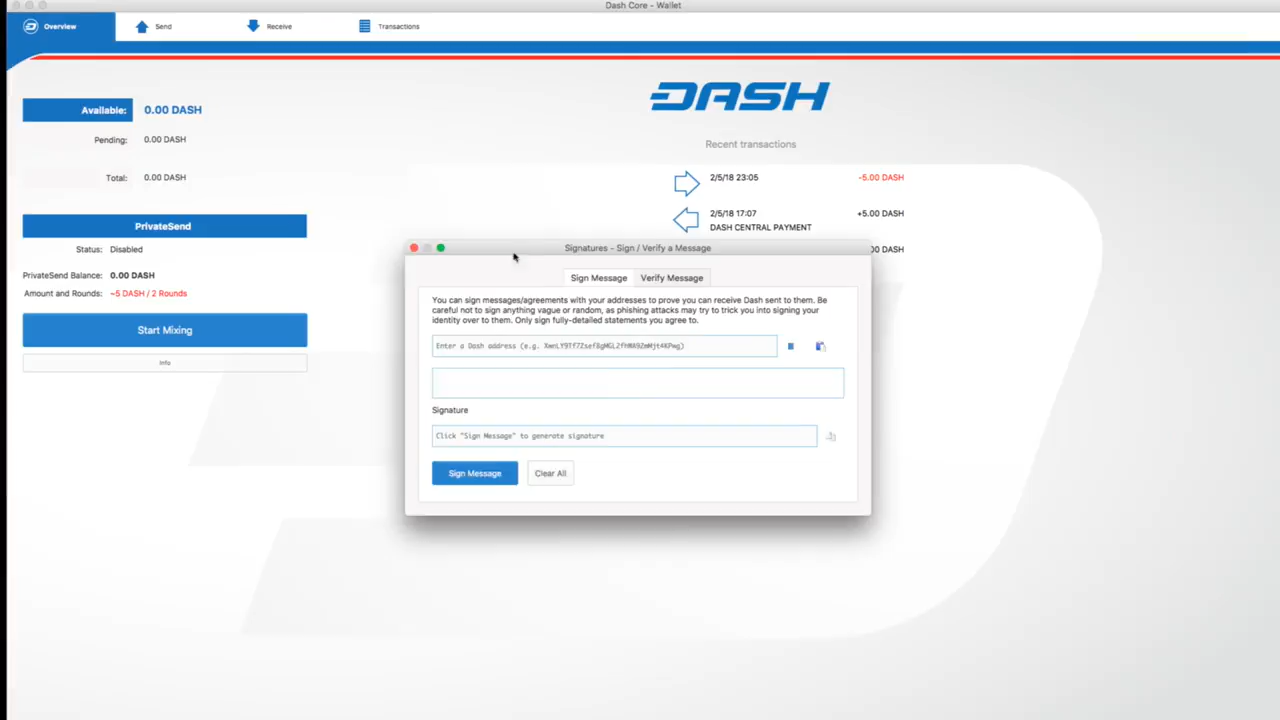 Dash Core - Wallet
Overview
Send
Receive
Transactions
Available: 0.00 DASH
Pending: 0.00 DASH
Total: 0.00 DASH
PrivateSend
Status: Disabled
PrivateSend Balance: 0.00 DASH
Amount and Rounds: ~5 DASH / 2 Rounds
Start Mixing
Info
DASH
Recent transactions
2/5/18 23:05 -5.00 DASH
2/5/18 17:07 +5.00 DASH
DASH CENTRAL PAYMENT
00 DASH
Signatures - Sign / Verify a Message
Sign Message
Verify Message
You can sign messages/agreements with your addresses to prove you can receive Dash sent to them. Be
careful not to sign anything vague or random, as phishing attacks may try to trick you into signing your
identity over to them. Only sign fully-detailed statements you agree to.
Enter a Dash address (e.g.
Signature
Click "Sign Message" to generate signature
Sign Message
Clear All